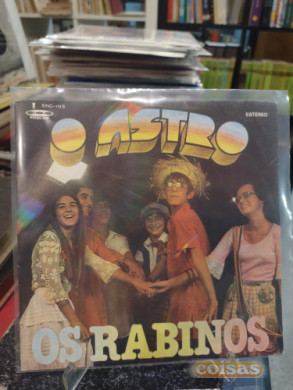 ESTÉREO
O ASTRO
OS RABINOS
coisas